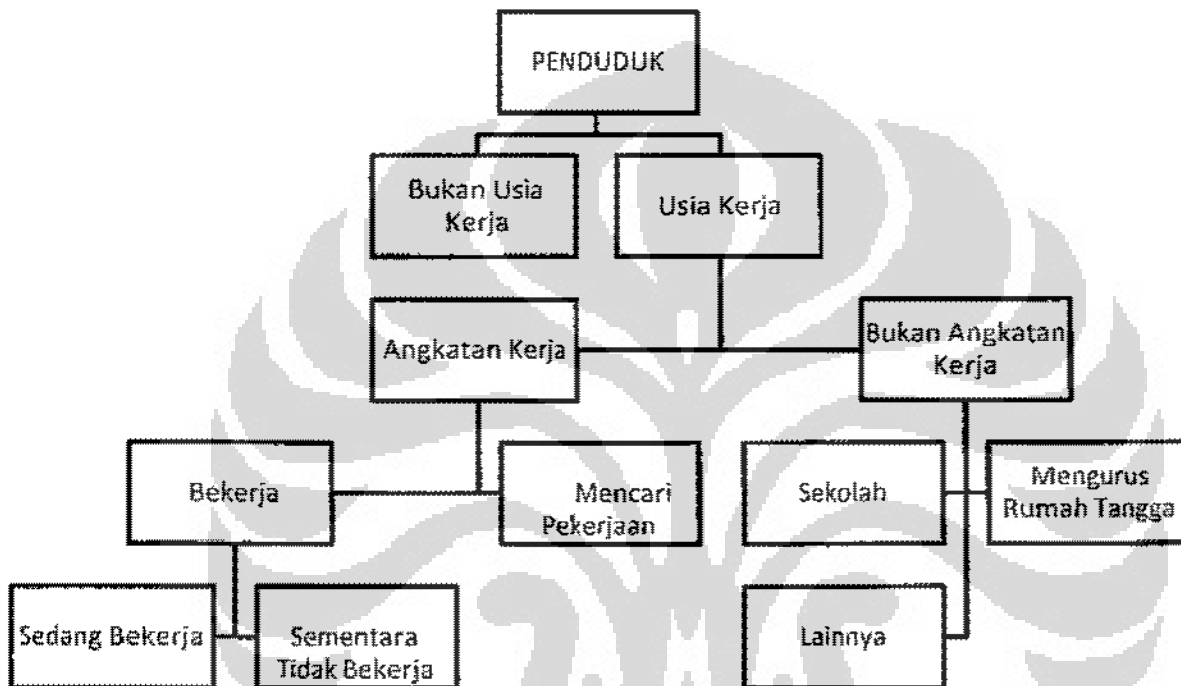 PENDUDUK
Bukan Usia
Kerja
Usia Kerja
Angkatan Kerja
Bukan Angkatan
Kerja
Bekerja
Mencari
Pekerjaan
Sekolah
Mengurus
Rumah Tangga
Sedang Bekerja
Sementara
Tidak Bekerja
Lainnya